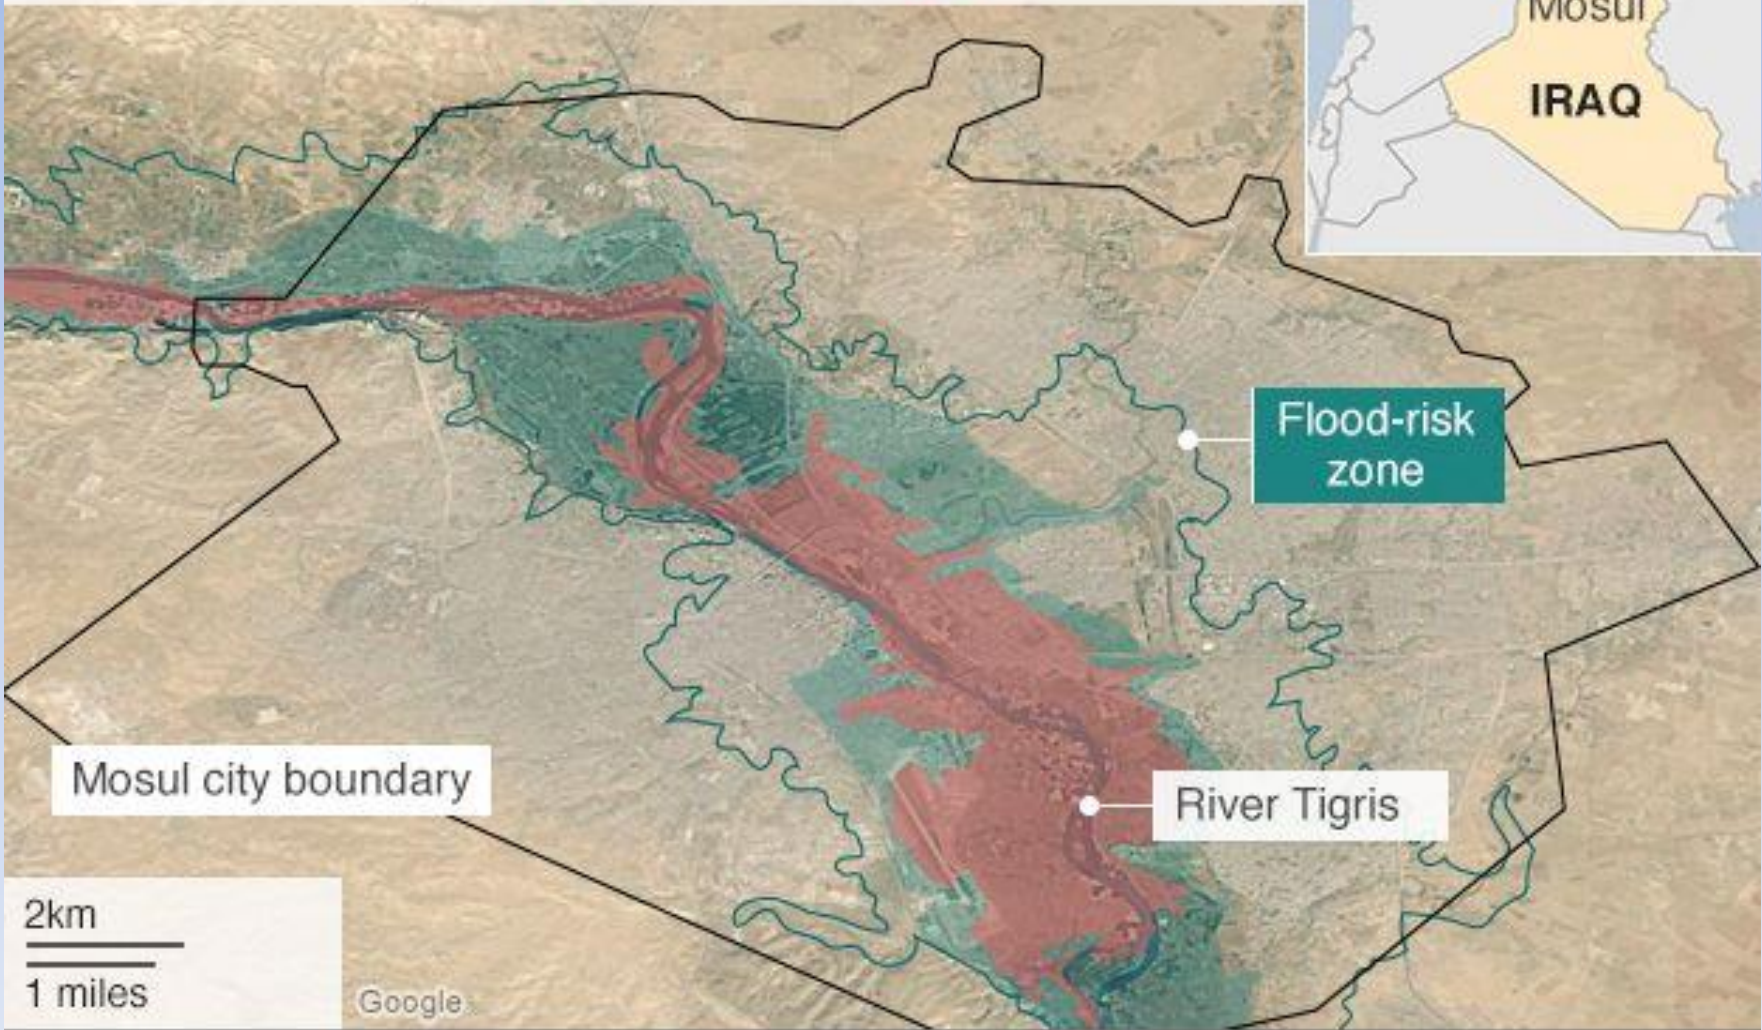 Mosul
IRAQ
Flood-risk
zone
Mosul city boundary
River Tigris
2km
1 miles
Google